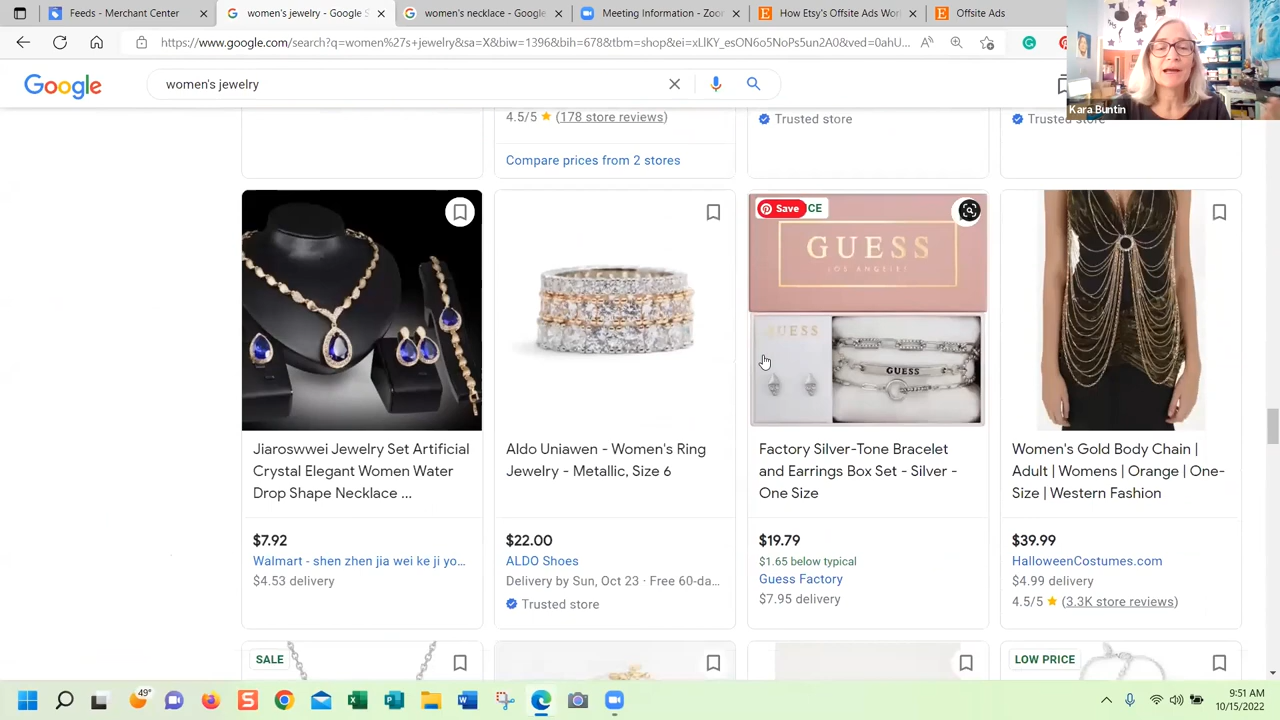 Feeds - Merchant Center
women's jewelry - Google S
women's necklace - Google
Meeting Information - Zoo
How Etsy's Offsite Ads Wor
Offsite Ads
https://www.google.com/search?q=women%27s+jewelry&sa=X&biw=1396&bih=678&tbm=shop&ei=xLlKY_esON6o5NoPs5un2A0&ved=0ahU...
Google
women's jewelry
Kara Buntin
4.5/5 (178 store reviews)
Compare prices from 2 stores
Trusted store
Trusted store
Save
CE
GUESS
LOS ANGELES
GUESS
GUESS
Jiaroswwei Jewelry Set Artificial
Crystal Elegant Women Water
Drop Shape Necklace ...
$7.92
Walmart - shen zhen jia wei ke ji yo...
$4.53 delivery
Aldo Uniawen - Women's Ring
Jewelry - Metallic, Size 6
$22.00
ALDO Shoes
Delivery by Sun, Oct 23 · Free 60-da...
Trusted store
Factory Silver-Tone Bracelet
and Earrings Box Set - Silver -
One Size
$19.79
$1.65 below typical
Guess Factory
$7.95 delivery
Women's Gold Body Chain |
Adult | Womens | Orange | One-
Size | Western Fashion
$39.99
HalloweenCostumes.com
$4.99 delivery
4.5/5 (3.3K store reviews)
SALE
LOW PRICE
49°
9:51 AM
10/15/2022